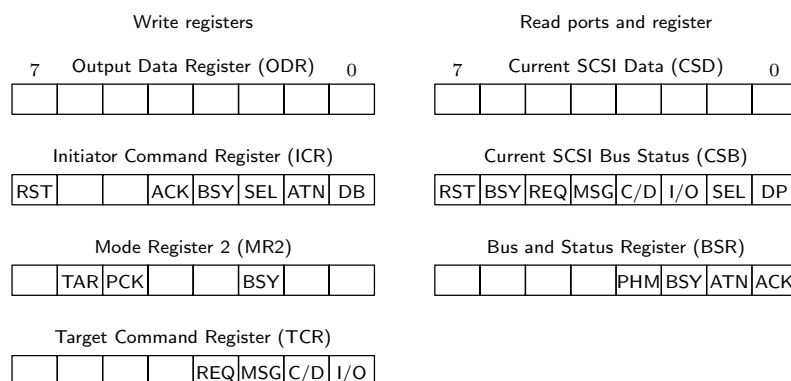 Write registers
Read ports and register
7 Output Data Register (ODR) 0
7 Current SCSI Data (CSD) 0
Initiator Command Register (ICR)
Current SCSI Bus Status (CSB)
RST ACK BSY SEL ATN DB
RST BSY REQ MSG C/D I/O SEL DP
Mode Register 2 (MR2)
Bus and Status Register (BSR)
TAR PCK BSY
PHM BSY ATN ACK
Target Command Register (TCR)
REQ MSG C/D I/O